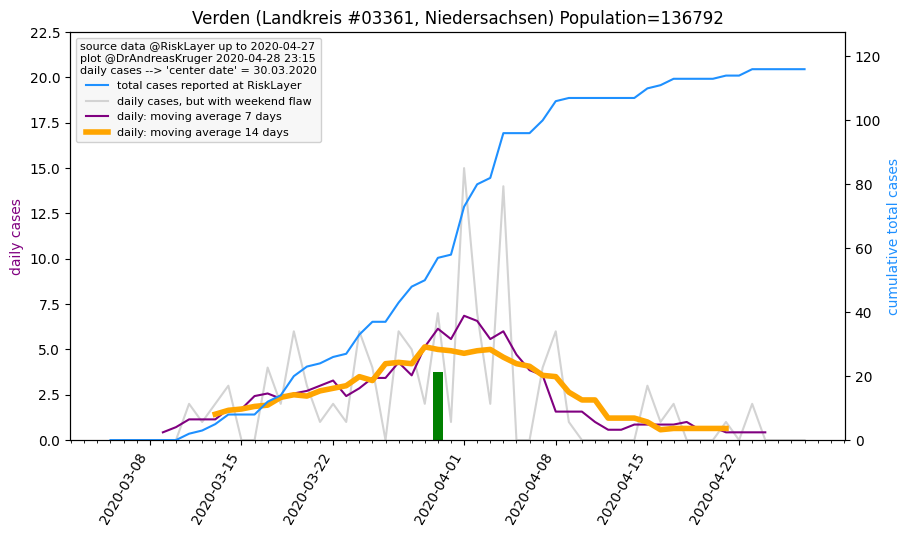 Verden (Landkreis #03361, Niedersachsen) Population=136792
source data @RiskLayer up to 2020-04-27
plot @DrAndreasKruger 2020-04-28 23:15
daily cases --> 'center date' = 30.03.2020
total cases reported at RiskLayer
daily cases, but with weekend flaw
daily: moving average 7 days
daily: moving average 14 days
daily cases
22.5
20.0
17.5
15.0
12.5
10.0
7.5
5.0
2.5
0.0
cumulative total cases
120
100
80
60
40
20
0
2020-03-08
2020-03-15
2020-03-22
2020-04-01
2020-04-08
2020-04-15
2020-04-22